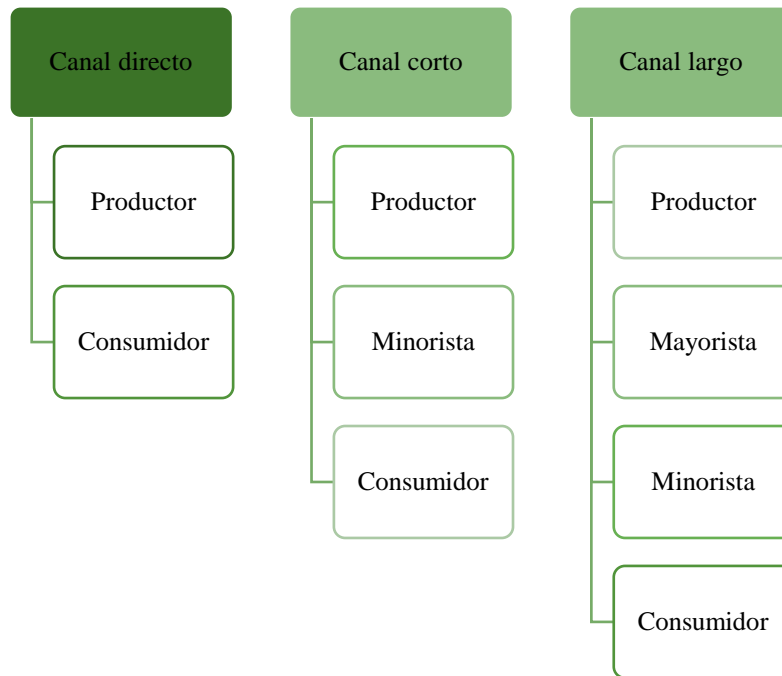 Canal directo
Productor
Consumidor
Canal corto
Productor
Minorista
Consumidor
Canal largo
Productor
Mayorista
Minorista
Consumidor